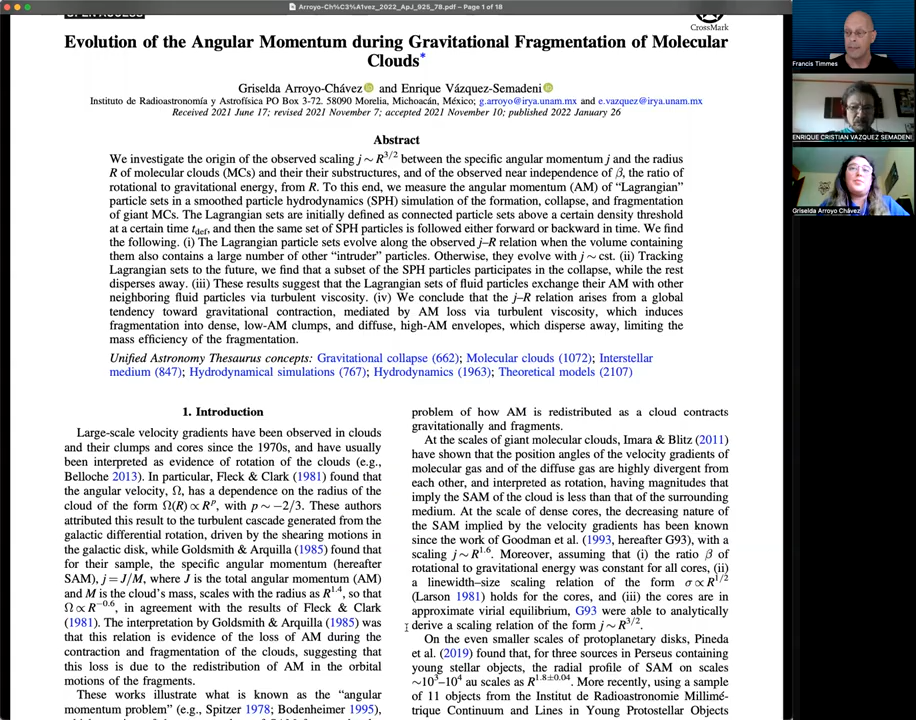 Arroyo-Ch%C3%A1vez_2022_ApJ_925_78.pdf – Page 1 of 18
OPEN ACCESS
CrossMark
Evolution of the Angular Momentum during Gravitational Fragmentation of Molecular
Clouds*
Griselda Arroyo-Chávez and Enrique Vázquez-Semadeni
Instituto de Radioastronomía y Astrofísica PO Box 3-72. 58090 Morelia, Michoacán, México; g.arroyo@irya.unam.mx and e.vazquez@irya.unam.mx
Received 2021 June 17; revised 2021 November 7; accepted 2021 November 10; published 2022 January 26
Abstract
We investigate the origin of the observed scaling j ~ R^3/2 between the specific angular momentum j and the radius
R of molecular clouds (MCs) and their their substructures, and of the observed near independence of β, the ratio of
rotational to gravitational energy, from R. To this end, we measure the angular momentum (AM) of “Lagrangian”
particle sets in a smoothed particle hydrodynamics (SPH) simulation of the formation, collapse, and fragmentation
of giant MCs. The Lagrangian sets are initially defined as connected particle sets above a certain density threshold
at a certain time t_def, and then the same set of SPH particles is followed either forward or backward in time. We find
the following. (i) The Lagrangian particle sets evolve along the observed j–R relation when the volume containing
them also contains a large number of other “intruder” particles. Otherwise, they evolve with j ~ cst. (ii) Tracking
Lagrangian sets to the future, we find that a subset of the SPH particles participates in the collapse, while the rest
disperses away. (iii) These results suggest that the Lagrangian sets of fluid particles exchange their AM with other
neighboring fluid particles via turbulent viscosity. (iv) We conclude that the j–R relation arises from a global
tendency toward gravitational contraction, mediated by AM loss via turbulent viscosity, which induces
fragmentation into dense, low-AM clumps, and diffuse, high-AM envelopes, which disperse away, limiting the
mass efficiency of the fragmentation.
Unified Astronomy Thesaurus concepts: Gravitational collapse (662); Molecular clouds (1072); Interstellar
medium (847); Hydrodynamical simulations (767); Hydrodynamics (1963); Theoretical models (2107)
1. Introduction
Large-scale velocity gradients have been observed in clouds
and their clumps and cores since the 1970s, and have usually
been interpreted as evidence of rotation of the clouds (e.g.,
Belloche 2013). In particular, Fleck & Clark (1981) found that
the angular velocity, Ω, has a dependence on the radius of the
cloud of the form Ω(R) ∝ R^p, with p ~ −2/3. These authors
attributed this result to the turbulent cascade generated from the
galactic differential rotation, driven by the shearing motions in
the galactic disk, while Goldsmith & Arquilla (1985) found that
for their sample, the specific angular momentum (hereafter
SAM), j = J/M, where J is the total angular momentum (AM)
and M is the cloud's mass, scales with the radius as R^1.4, so that
Ω ∝ R^−0.6, in agreement with the results of Fleck & Clark
(1981). The interpretation by Goldsmith & Arquilla (1985) was
that this relation is evidence of the loss of AM during the
contraction and fragmentation of the clouds, suggesting that
this loss is due to the redistribution of AM in the orbital
motions of the fragments.
These works illustrate what is known as the “angular
momentum problem” (e.g., Spitzer 1978; Bodenheimer 1995),
problem of how AM is redistributed as a cloud contracts
gravitationally and fragments.
At the scales of giant molecular clouds, Imara & Blitz (2011)
have shown that the position angles of the velocity gradients of
molecular gas and of the diffuse gas are highly divergent from
each other, and interpreted as rotation, having magnitudes that
imply the SAM of the cloud is less than that of the surrounding
medium. At the scale of dense cores, the decreasing nature of
the SAM implied by the velocity gradients has been known
since the work of Goodman et al. (1993, hereafter G93), with a
scaling j ~ R^1.6. Moreover, assuming that (i) the ratio β of
rotational to gravitational energy was constant for all cores, (ii)
a linewidth–size scaling relation of the form σ ∝ R^1/2
(Larson 1981) holds for the cores, and (iii) the cores are in
approximate virial equilibrium, G93 were able to analytically
derive a scaling relation of the form j ~ R^3/2.
On the even smaller scales of protoplanetary disks, Pineda
et al. (2019) found that, for three sources in Perseus containing
young stellar objects, the radial profile of SAM on scales
~10^3–10^4 au scales as R^1.8±0.04. More recently, using a sample
of 11 objects from the Institut de Radioastronomie Millimé-
trique Continuum and Lines in Young Protostellar Objects
Francis Timmes
ENRIQUE CRISTIAN VAZQUEZ SEMADENI
Griselda Arroyo Chávez